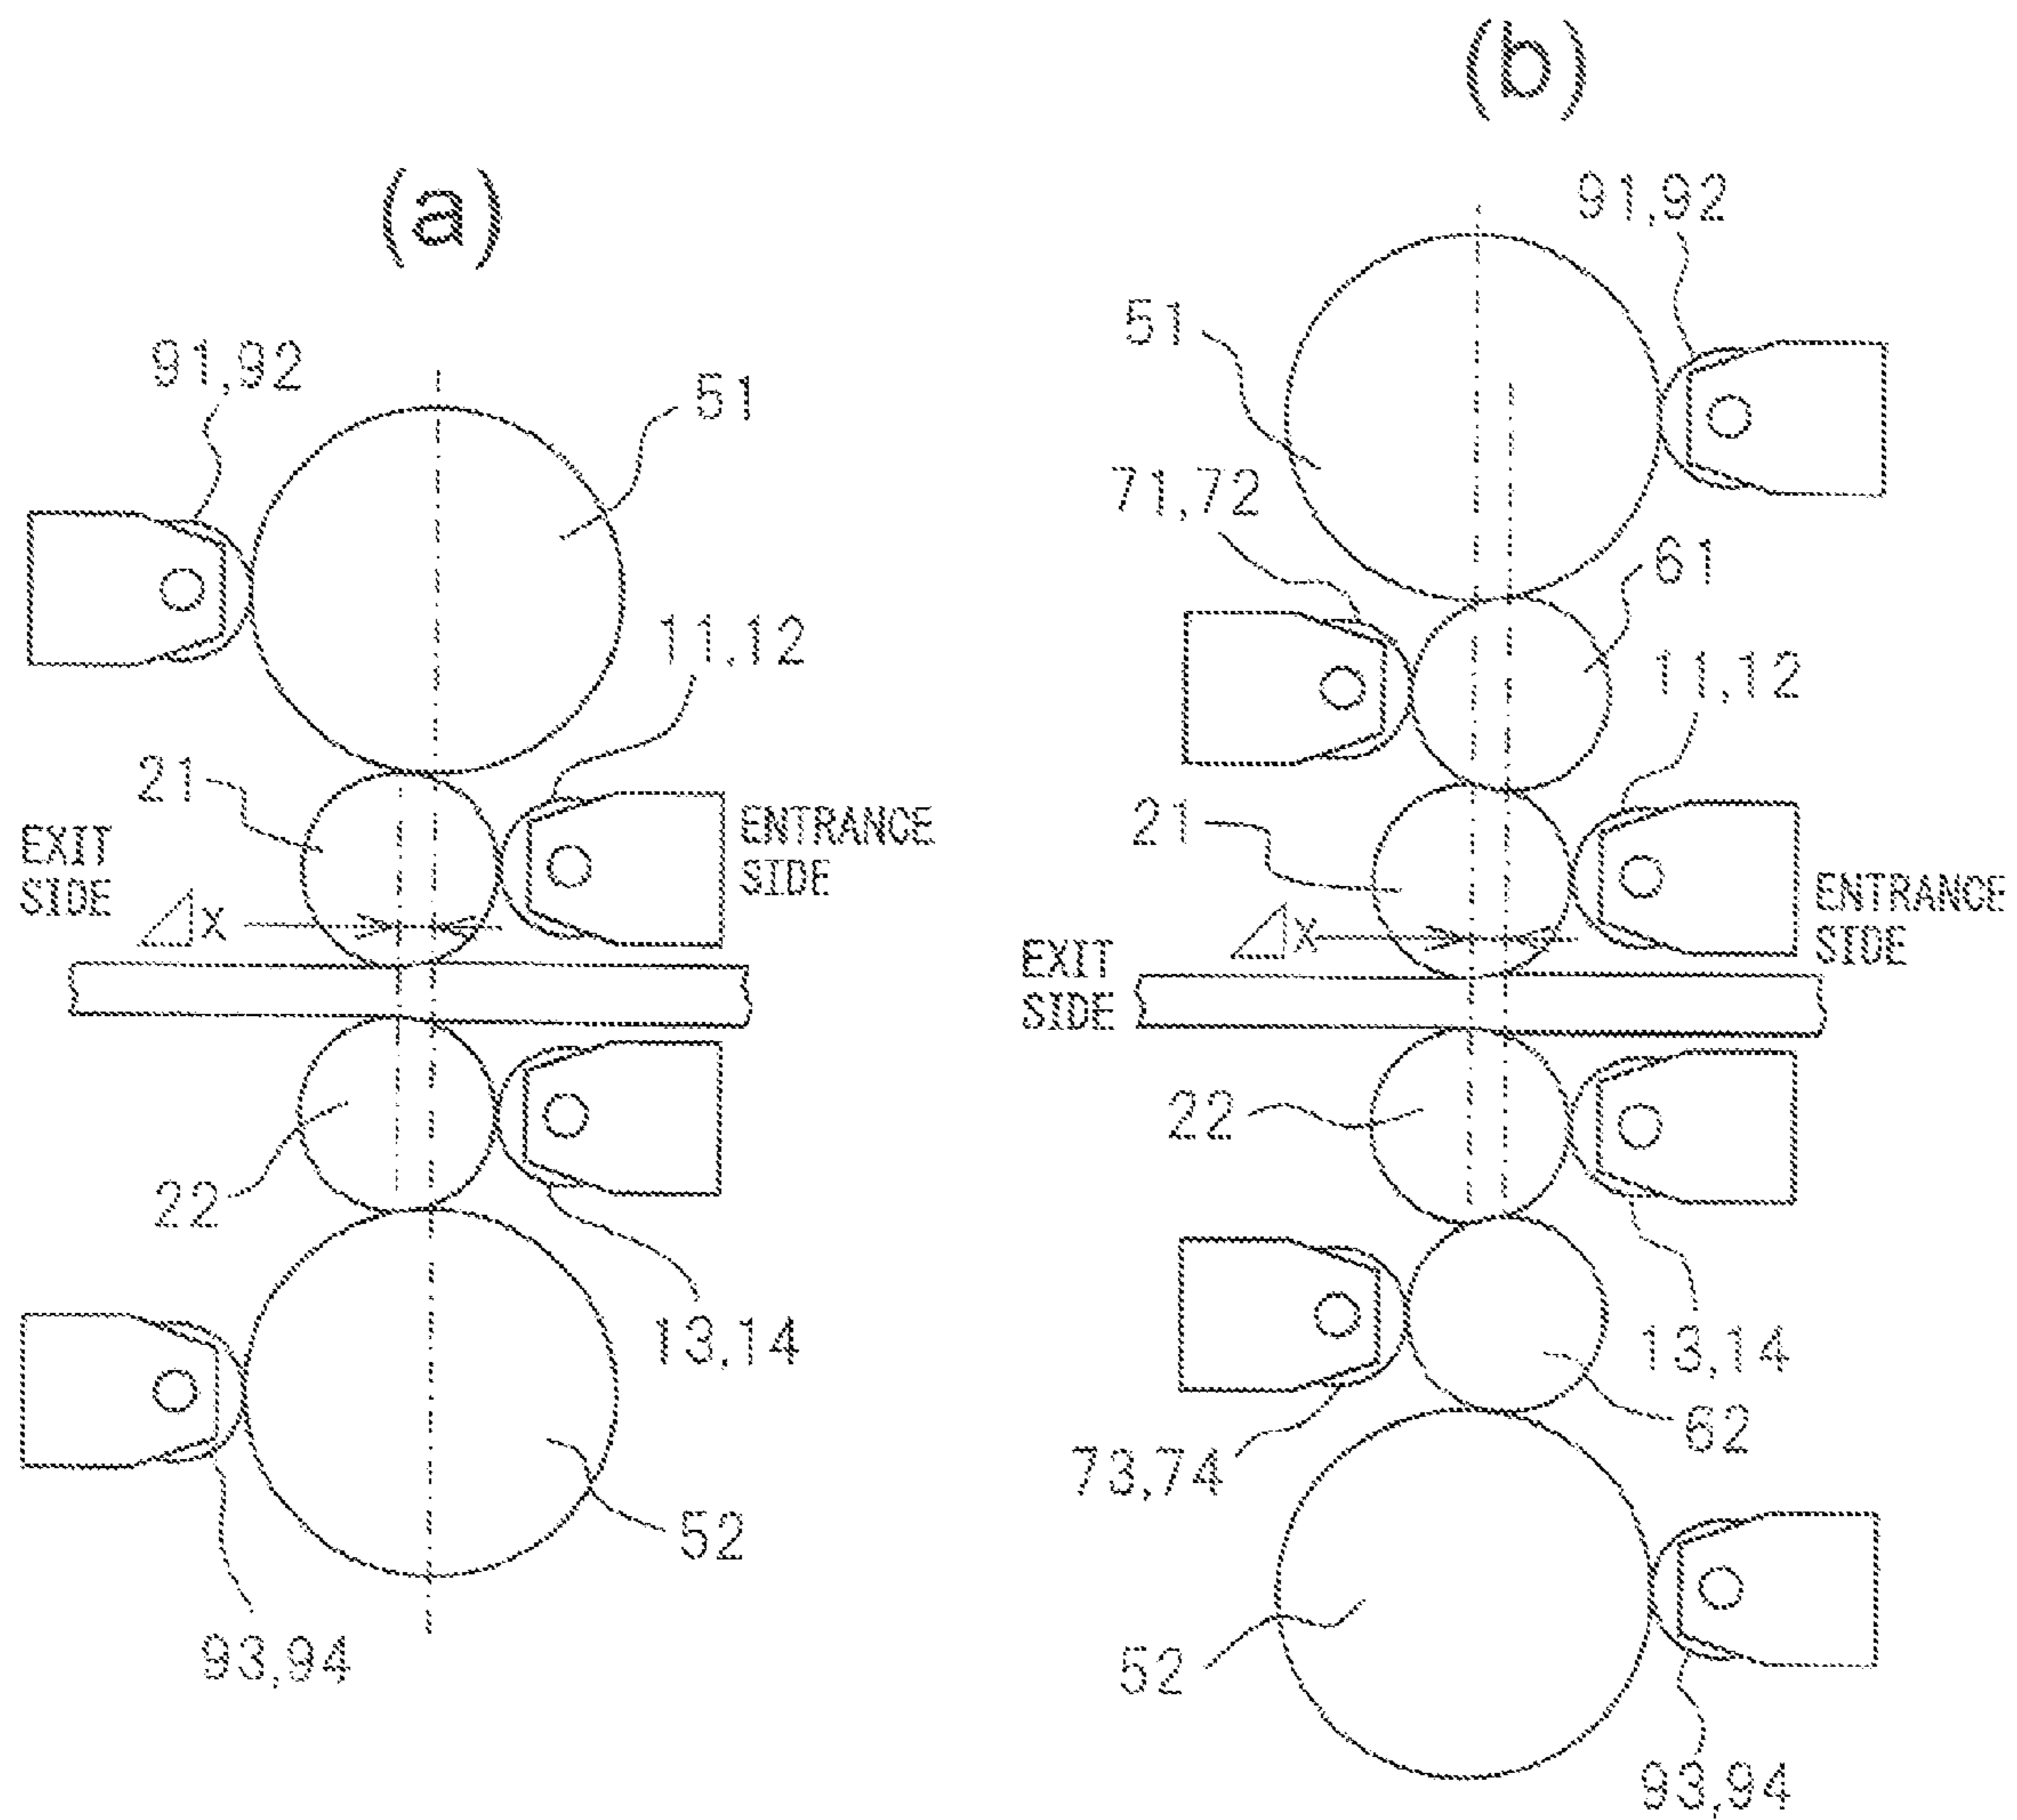 (a)
91,92
51
11,12
21
EXIT
SIDE
ENTRANCE
SIDE
⊿x
22
13,14
52
93,94
(b)
91,92
51
71,72
61
11,12
21
ENTRANCE
SIDE
⊿x
EXIT
SIDE
22
13,14
62
73,74
52
93,94